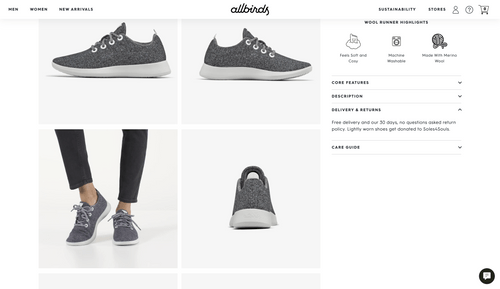 MEN
WOMEN
NEW ARRIVALS
allbirds
SUSTAINABILITY
STORES
WOOL RUNNER HIGHLIGHTS
Feels Soft and
Cozy
Machine
Washable
Made With Merino
Wool
CORE FEATURES
DESCRIPTION
DELIVERY & RETURNS
Free delivery and our 30 days, no questions asked return
policy. Lightly worn shoes get donated to Soles4Souls.
CARE GUIDE